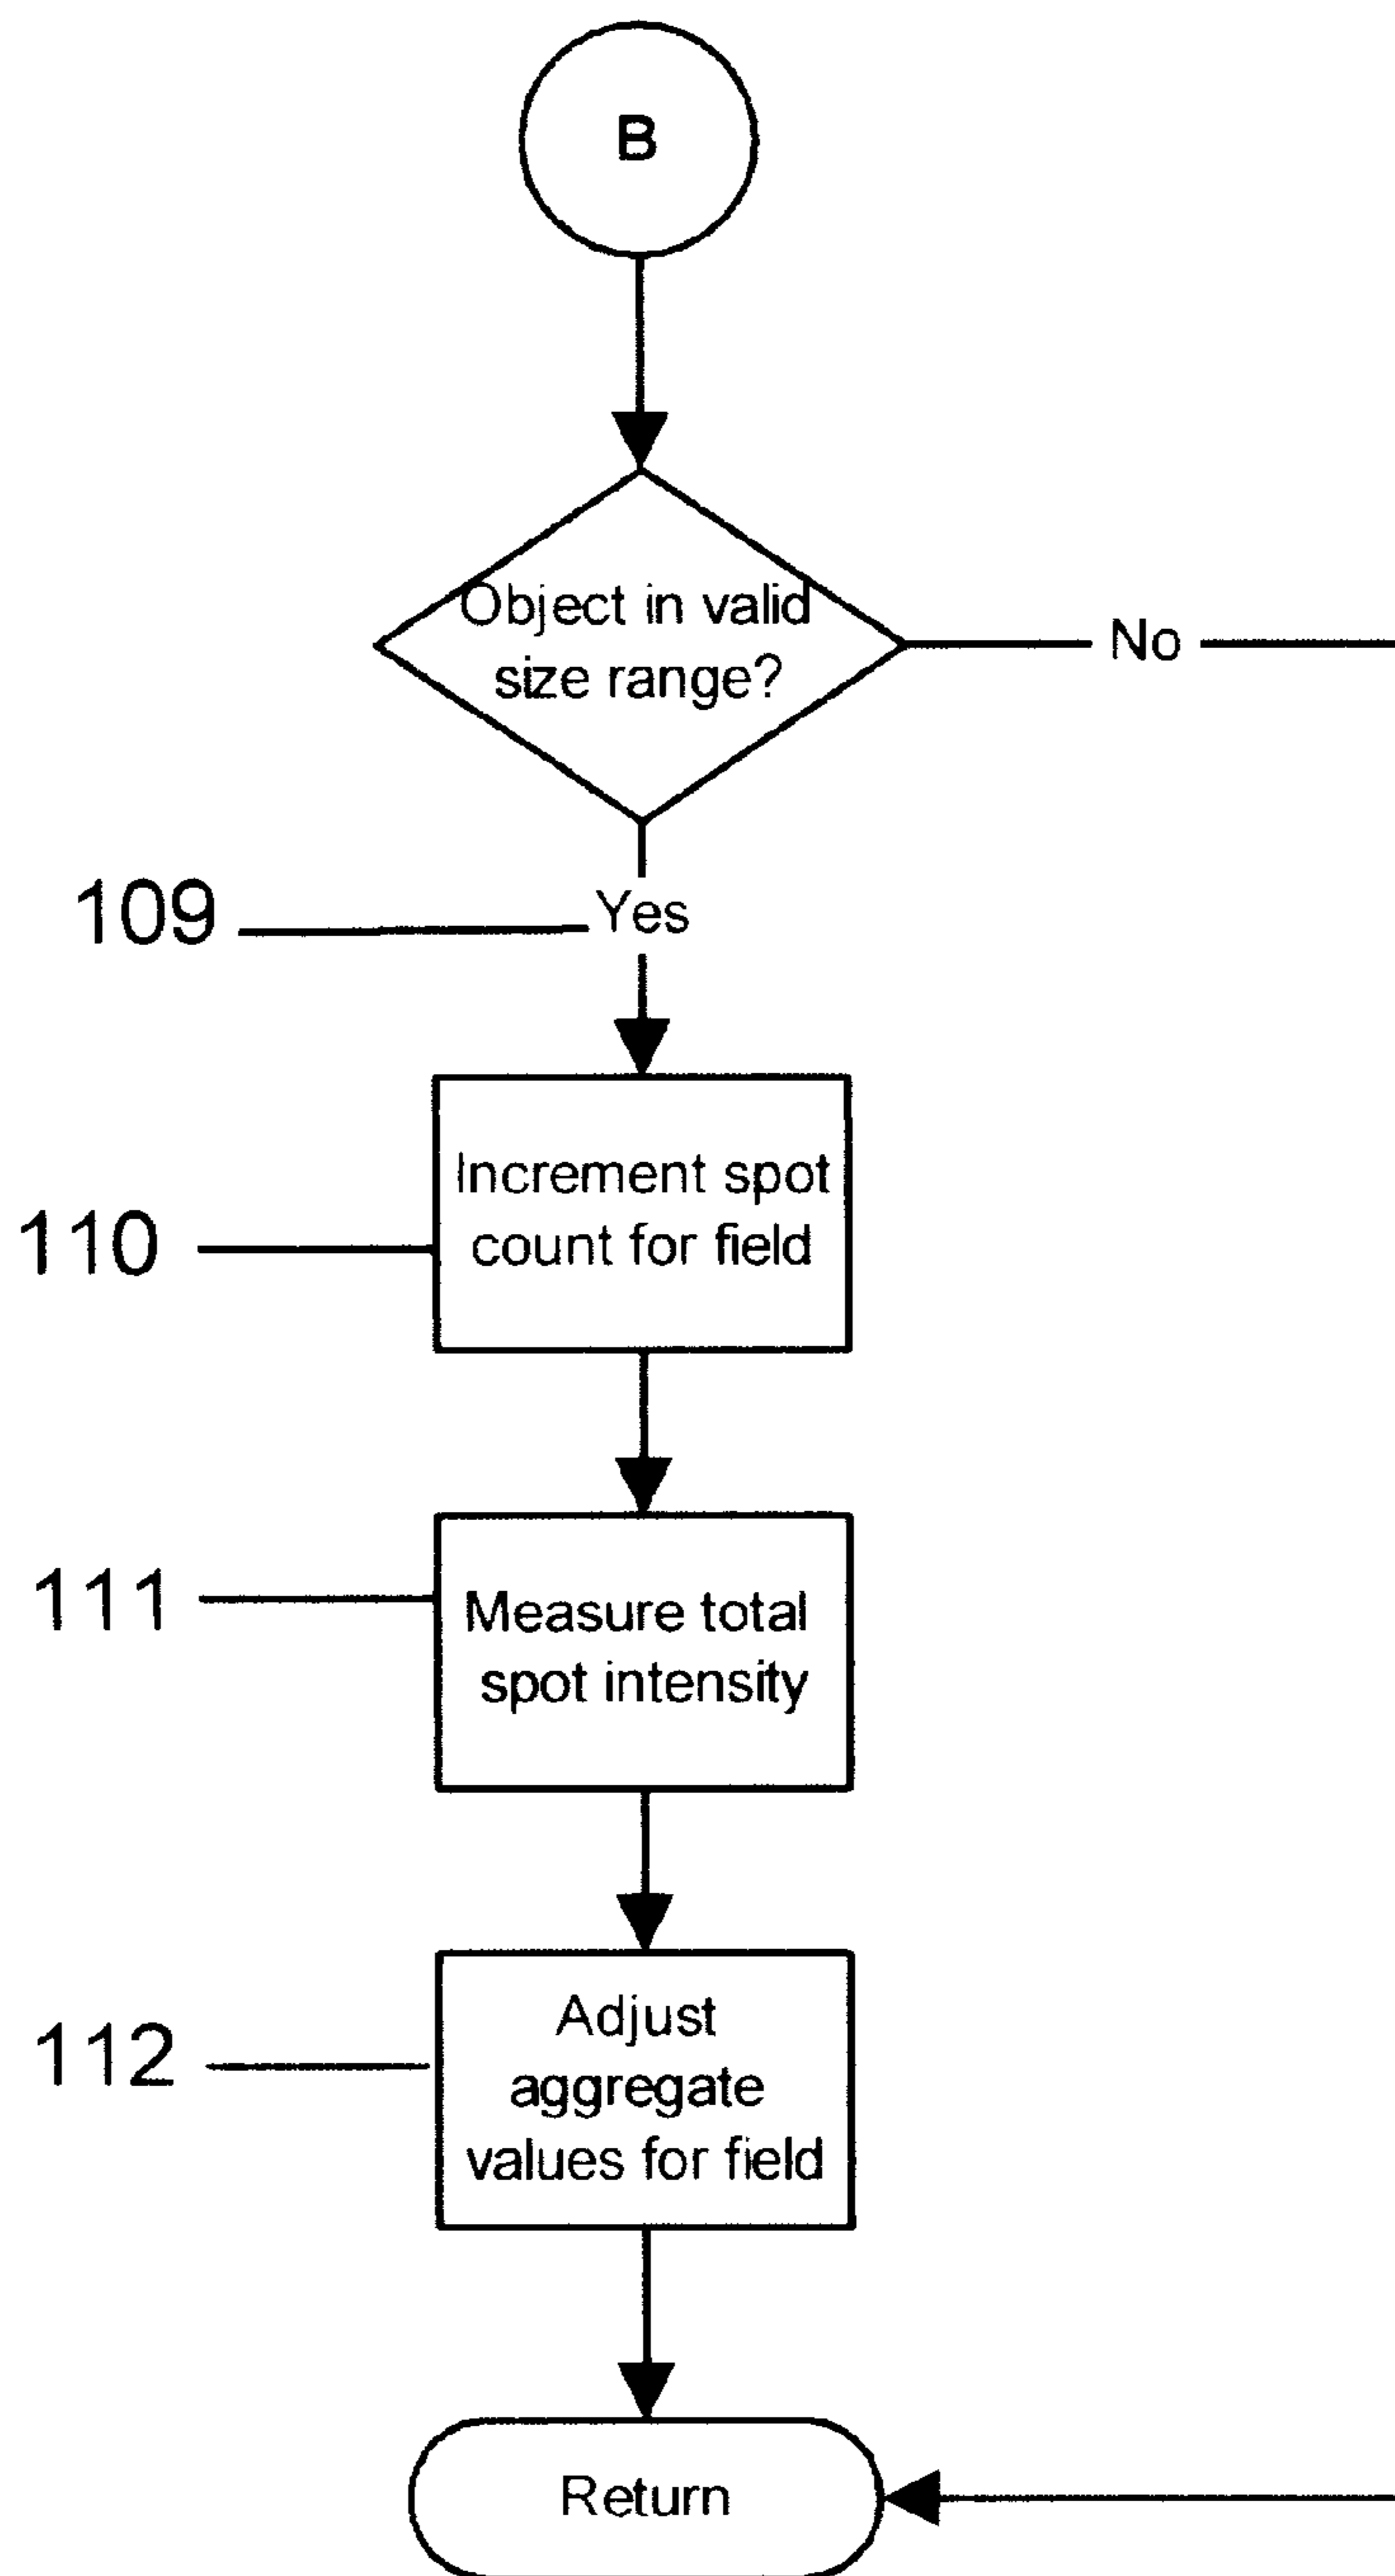 B
Object in valid
size range?
No
109
Yes
110
Increment spot
count for field
111
Measure total
spot intensity
112
Adjust
aggregate
values for field
Return